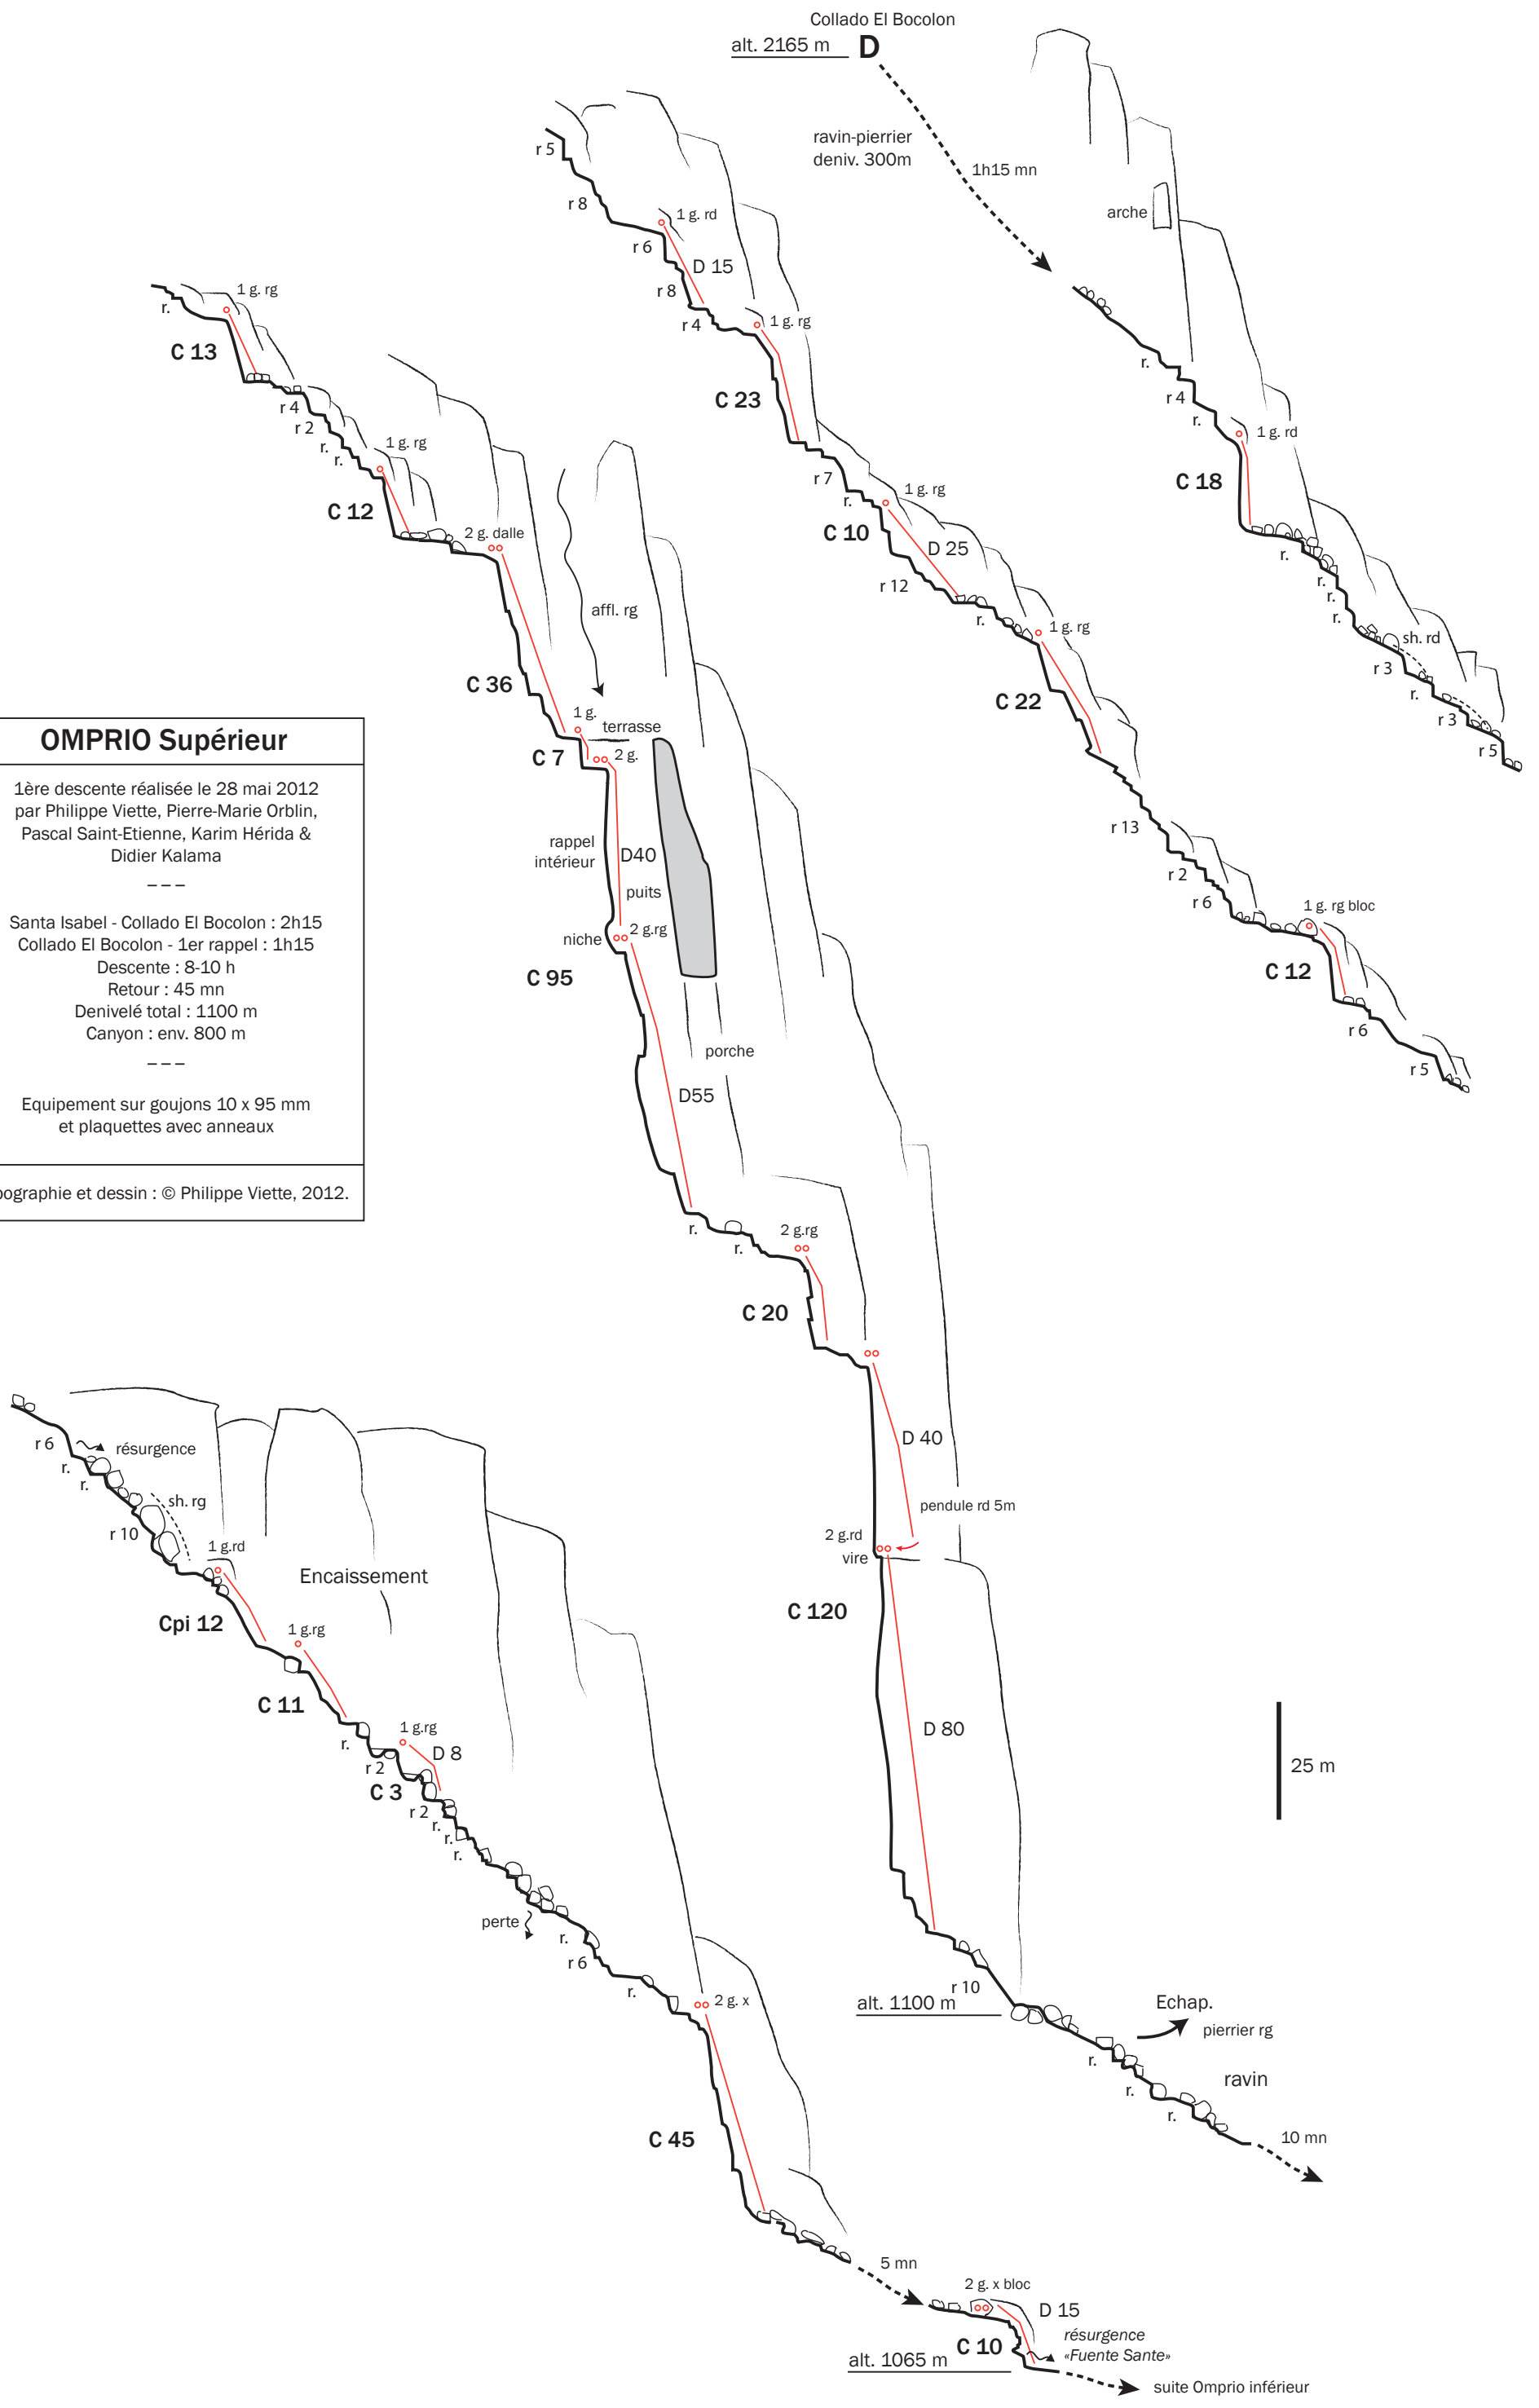 Collado El Bocolon
alt. 2165 m
D
ravin-pierrier
deniv. 300m
1h15 mn
arche
r.
r 4
r.
1 g. rd
C 18
r.
r.
r.
r.
sh. rd
r 3
r.
r 3
r 5
r 5
r 8
r 6
1 g. rd
D 15
r 8
r 4
1 g. rg
C 23
r 7
r.
1 g. rg
C 10
D 25
r 12
r.
1 g. rg
C 22
r 13
r 2
r 6
1 g. rg bloc
C 12
r 6
r 5
r.
1 g. rg
C 13
r 4
r 2
r.
r.
1 g. rg
C 12
2 g. dalle
affl. rg
C 36
1 g.
terrasse
C 7
2 g.
rappel
intérieur
D40
puits
niche
2 g.rg
C 95
porche
D55
r.
r.
2 g.rg
C 20
D 40
pendule rd 5m
2 g.rd
vire
C 120
D 80
25 m
r 10
alt. 1100 m
Echap.
pierrier rg
r.
r.
r.
ravin
10 mn
OMPRIO Supérieur
1ère descente réalisée le 28 mai 2012
par Philippe Viette, Pierre-Marie Orblin,
Pascal Saint-Etienne, Karim Hérida &
Didier Kalama
– – –
Santa Isabel - Collado El Bocolon : 2h15
Collado El Bocolon - 1er rappel : 1h15
Descente : 8-10 h
Retour : 45 mn
Denivelé total : 1100 m
Canyon : env. 800 m
– – –
Equipement sur goujons 10 x 95 mm
et plaquettes avec anneaux
pographie et dessin : © Philippe Viette, 2012.
r 6
résurgence
r.
r.
sh. rg
r 10
1 g.rd
Encaissement
Cpi 12
1 g.rg
C 11
r.
1 g.rg
D 8
r 2
C 3
r 2
r.
r.
r.
perte
r.
r 6
r.
2 g. x
C 45
5 mn
2 g. x bloc
D 15
C 10
résurgence
«Fuente Sante»
alt. 1065 m
suite Omprio inférieur